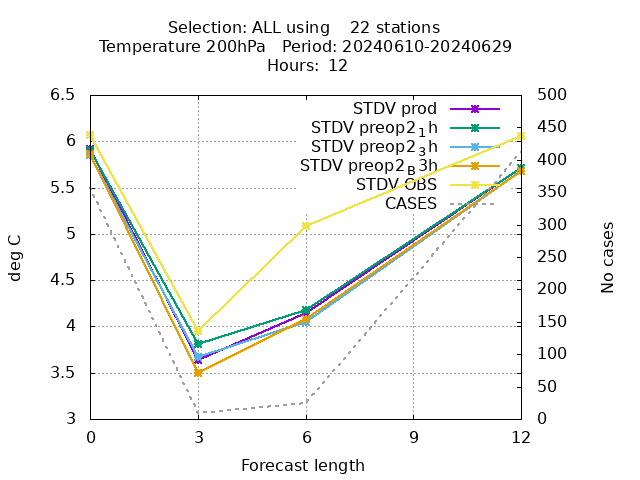 Selection: ALL using 22 stations
Temperature 200hPa Period: 20240610-20240629
Hours: 12
6.5
6
5.5
5
4.5
4
3.5
3
deg C
STDV prod
STDV preop2₁h
STDV preop2₃h
STDV preop2_B3h
STDV OBS
CASES
500
450
400
350
300
250
200
150
100
50
0
No cases
0 3 6 9 12
Forecast length